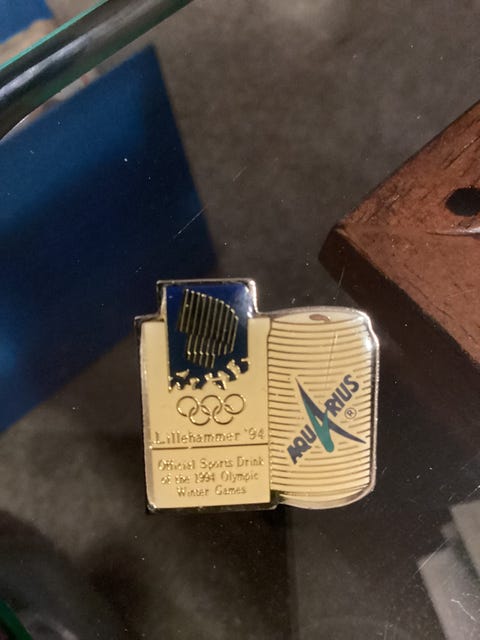 Lillehammer '94
Official Sports Drink
of the 1994 Olympic
Winter Games
AQUARIUS®